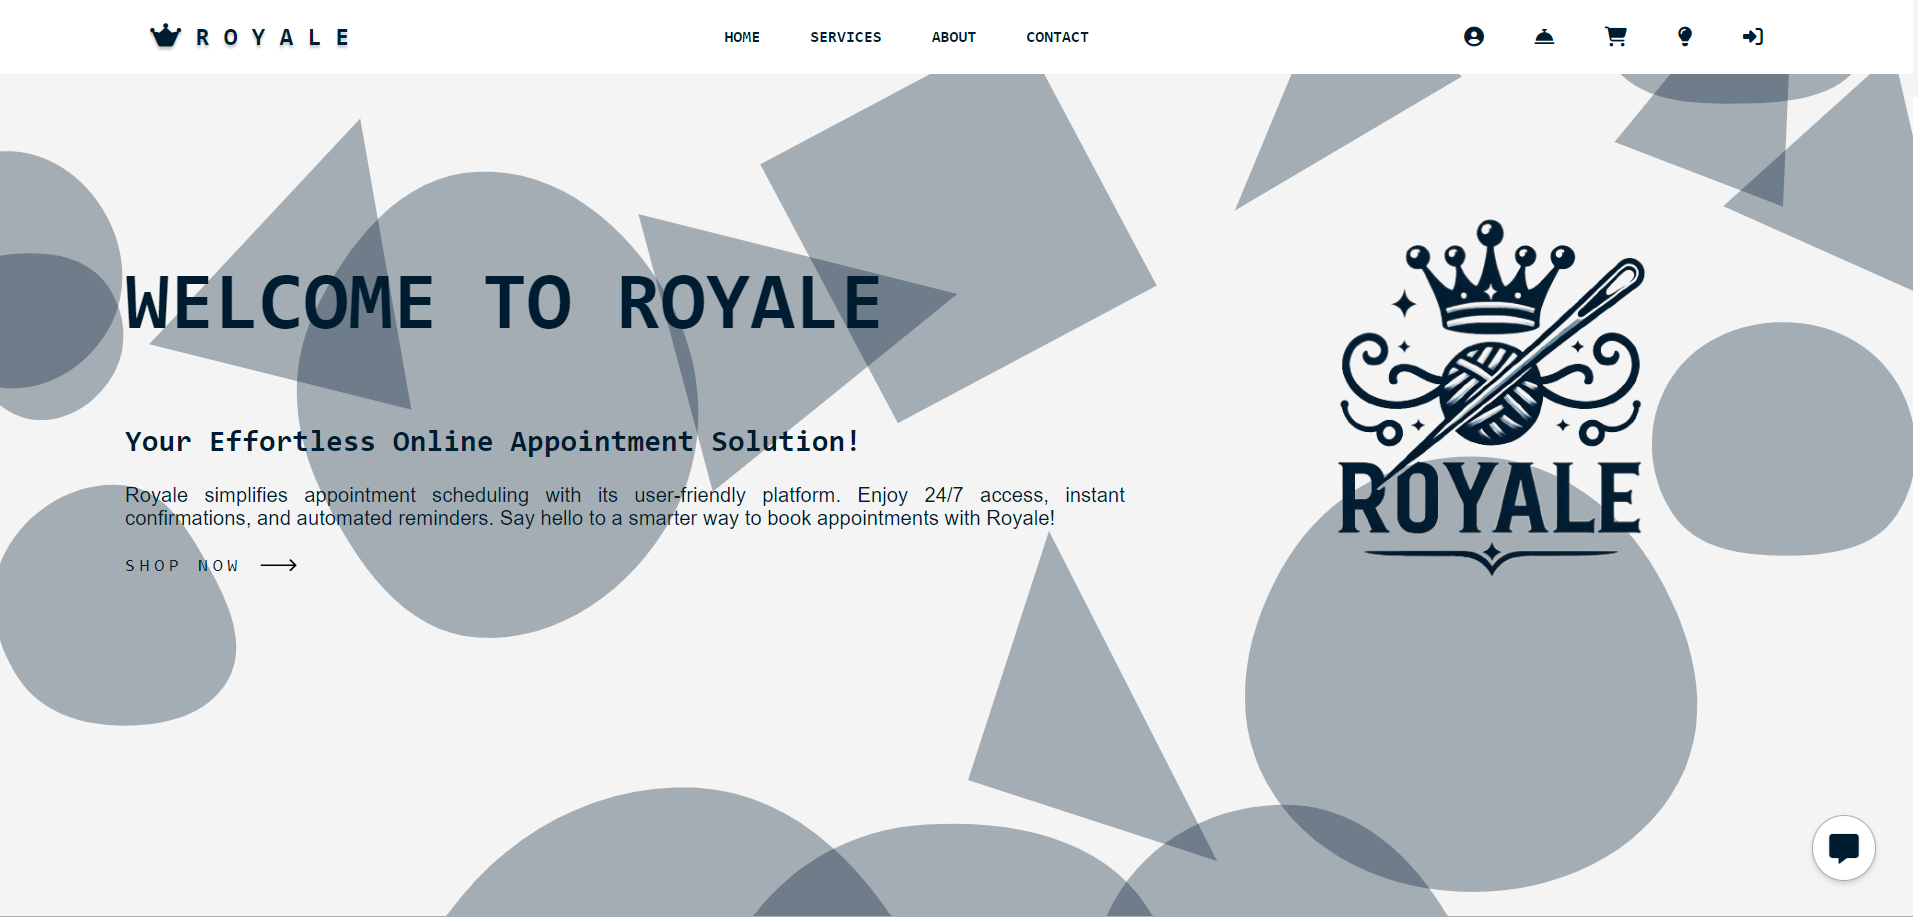 ROYALE
HOME SERVICES ABOUT CONTACT
WELCOME TO ROYALE
Your Effortless Online Appointment Solution!
Royale simplifies appointment scheduling with its user-friendly platform. Enjoy 24/7 access, instant
confirmations, and automated reminders. Say hello to a smarter way to book appointments with Royale!
SHOP NOW
ROYALE